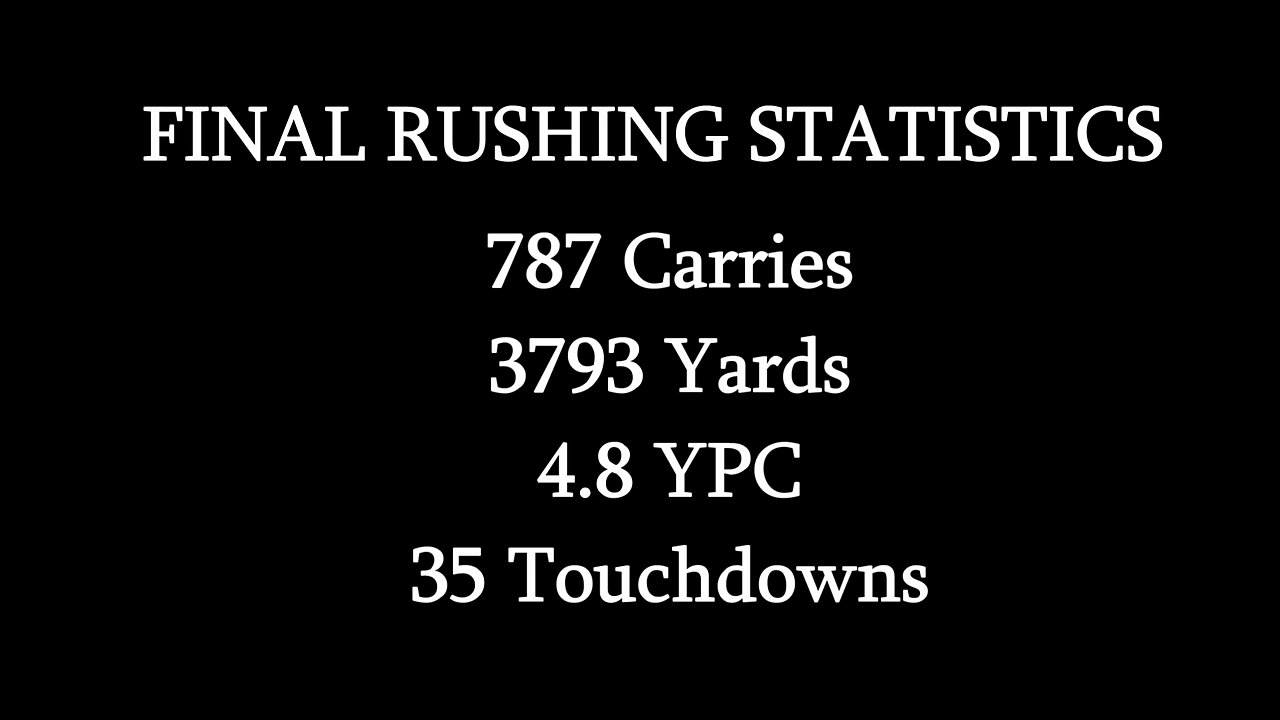 FINAL RUSHING STATISTICS
787 Carries
3793 Yards
4.8 YPC
35 Touchdowns